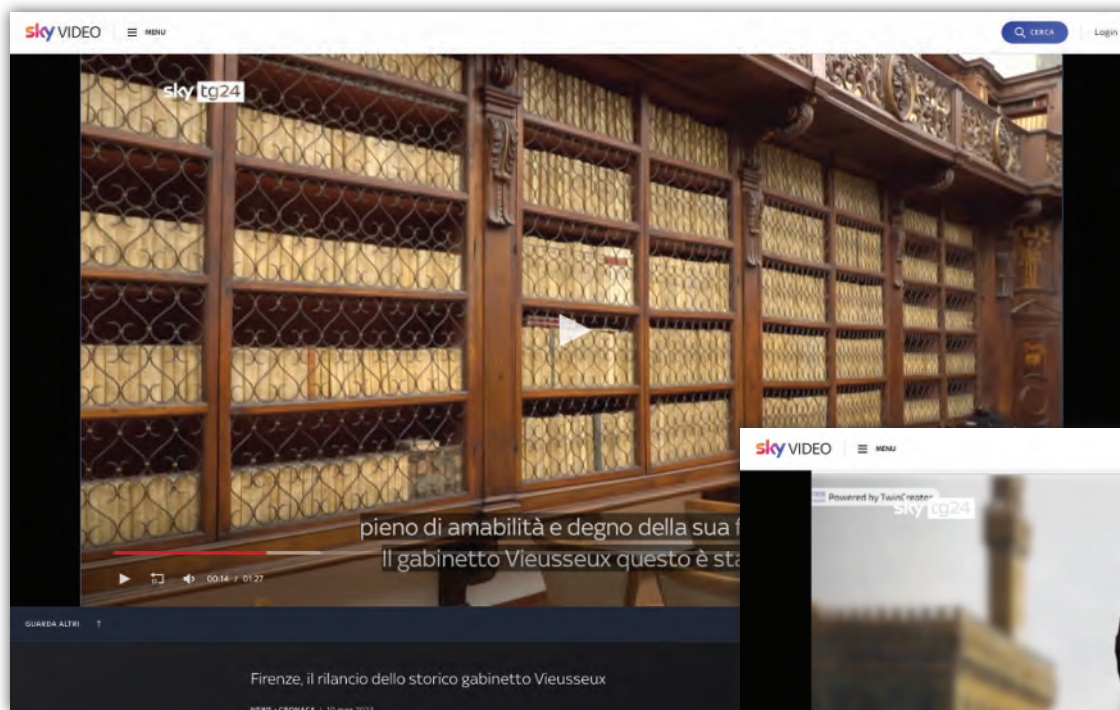 sky VIDEO
MENU
CERCA
Login
sky tg24
pieno di amabilità e degno della sua
Il gabinetto Vieusseux questo è
00:14 / 01:27
GUARDA ALTRI
Firenze, il rilancio dello storico gabinetto Vieusseux
NEWS - CRONACA
sky VIDEO
MENU
Powered by TwinCreator
sky tg24